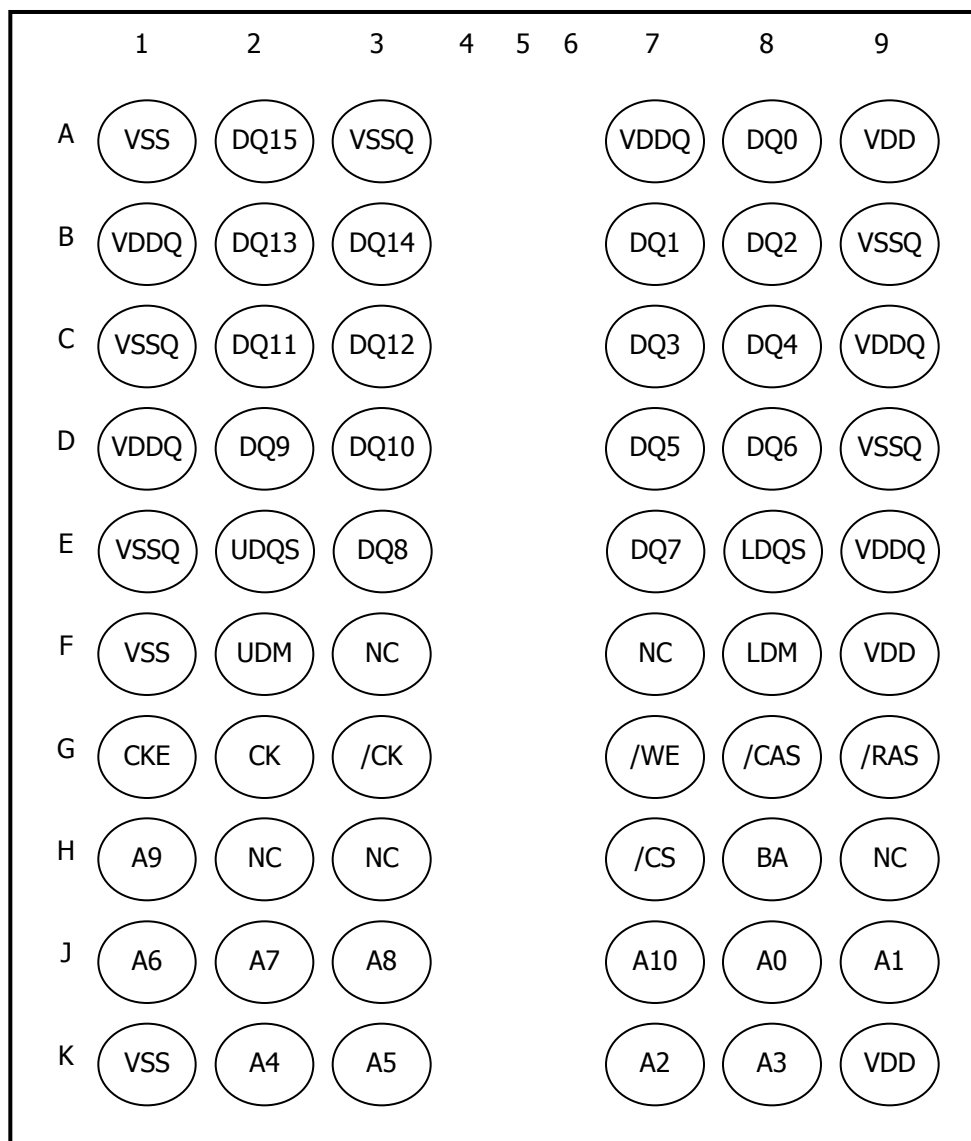 1 2 3 4 5 6 7 8 9
A VSS DQ15 VSSQ VDDQ DQ0 VDD
B VDDQ DQ13 DQ14 DQ1 DQ2 VSSQ
C VSSQ DQ11 DQ12 DQ3 DQ4 VDDQ
D VDDQ DQ9 DQ10 DQ5 DQ6 VSSQ
E VSSQ UDQS DQ8 DQ7 LDQS VDDQ
F VSS UDM NC NC LDM VDD
G CKE CK /CK /WE /CAS /RAS
H A9 NC NC /CS BA NC
J A6 A7 A8 A10 A0 A1
K VSS A4 A5 A2 A3 VDD